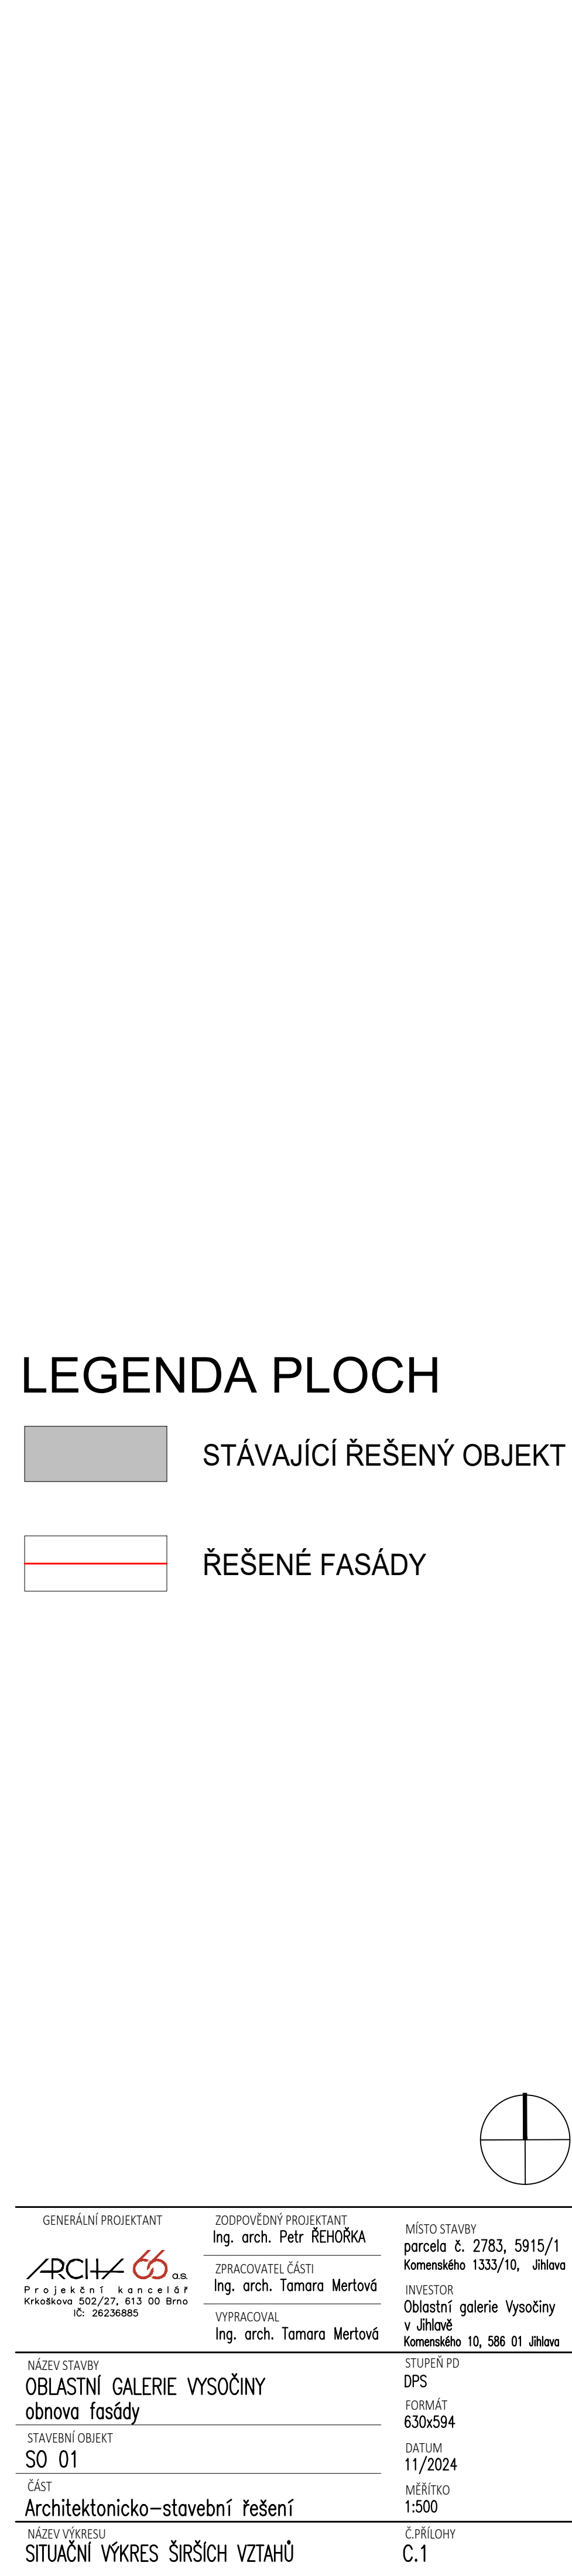 LEGENDA PLOCH
STÁVAJÍCÍ ŘEŠENÝ OBJEKT
ŘEŠENÉ FASÁDY
GENERÁLNÍ PROJEKTANT
ARCHA 66 a.s.
Projekční kancelář
Krkoškova 502/27, 613 00 Brno
IČ: 26236885
ZODPOVĚDNÝ PROJEKTANT
Ing. arch. Petr ŘEHOŘKA
ZPRACOVATEL ČÁSTI
Ing. arch. Tamara Mertová
VYPRACOVAL
Ing. arch. Tamara Mertová
MÍSTO STAVBY
parcela č. 2783, 5915/1
Komenského 1333/10, Jihlava
INVESTOR
Oblastní galerie Vysočiny
v Jihlavě
Komenského 10, 586 01 Jihlava
NÁZEV STAVBY
OBLASTNÍ GALERIE VYSOČINY
obnova fasády
STAVEBNÍ OBJEKT
SO 01
ČÁST
Architektonicko-stavební řešení
NÁZEV VÝKRESU
SITUAČNÍ VÝKRES ŠIRŠÍCH VZTAHŮ
STUPEŇ PD
DPS
FORMÁT
630x594
DATUM
11/2024
MĚŘÍTKO
1:500
Č.PŘÍLOHY
C.1